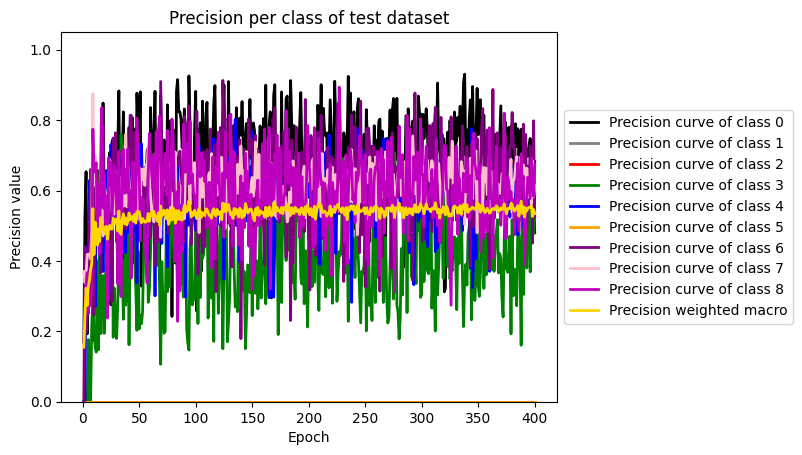 Precision per class of test dataset
Precision value
1.0
0.8
0.6
0.4
0.2
0.0
0 50 100 150 200 250 300 350 400
Epoch
Precision curve of class 0
Precision curve of class 1
Precision curve of class 2
Precision curve of class 3
Precision curve of class 4
Precision curve of class 5
Precision curve of class 6
Precision curve of class 7
Precision curve of class 8
Precision weighted macro